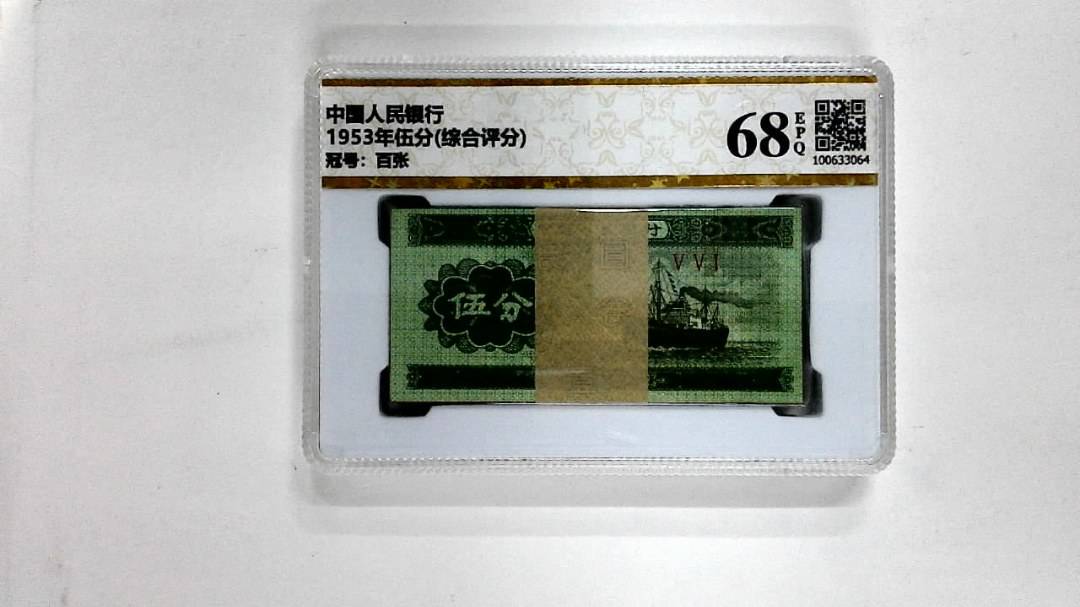 中国人民银行
1953年伍分(综合评分)
冠号：百张
68
EPQ
100633064
VVI
伍分